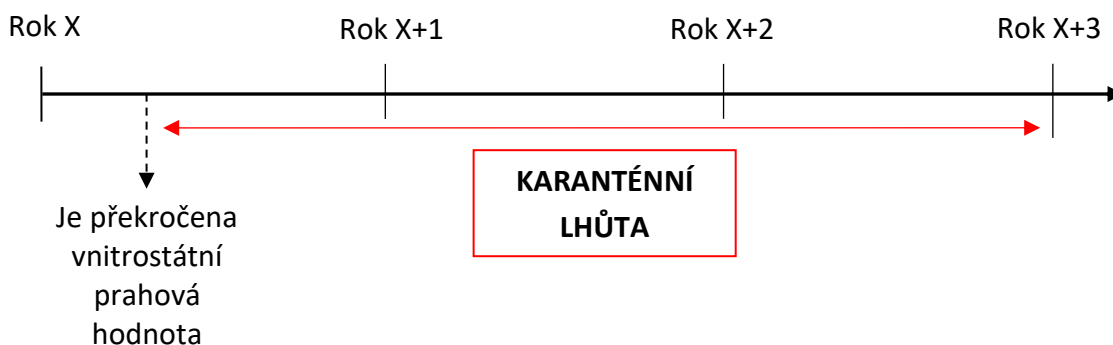 Rok X
Rok X+1
Rok X+2
Rok X+3
KARANTÉNNÍ
LHŮTA
Je překročena
vnitrostátní
prahová
hodnota